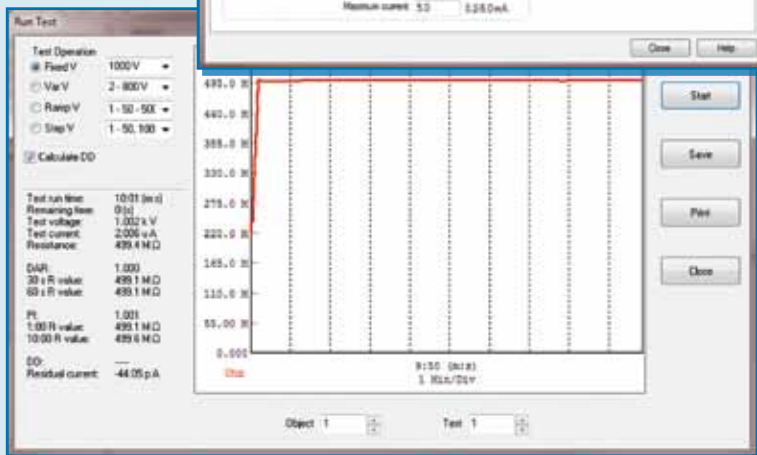 Maximum current 5.0 0.2/6.0 mA
Close Help
Run Test
Test Operation
Fixed V 1000 V
Var V 2 - 800 V
Ramp V 1 - 50 - 500
Step V 1 - 50, 100
Calculate DD
Test run time: 10:01 (m:s)
Remaining time: 0 (s)
Test voltage: 1.002 k V
Test current: 2.006 u A
Resistance: 499.4 M Ω
DAR: 1.000
30 s R value: 499.1 M Ω
60 s R value: 499.1 M Ω
PI: 1.001
1:00 R value: 499.1 M Ω
10:00 R value: 499.6 M Ω
DD: ----
Residual current: -44.05 p A
495.0 M
440.0 M
385.0 M
330.0 M
275.0 M
220.0 M
165.0 M
110.0 M
55.00 M
0.000
Ohm
9:50 (m:s)
1 Min/Div
Start
Save
Print
Close
Object 1 Test 1